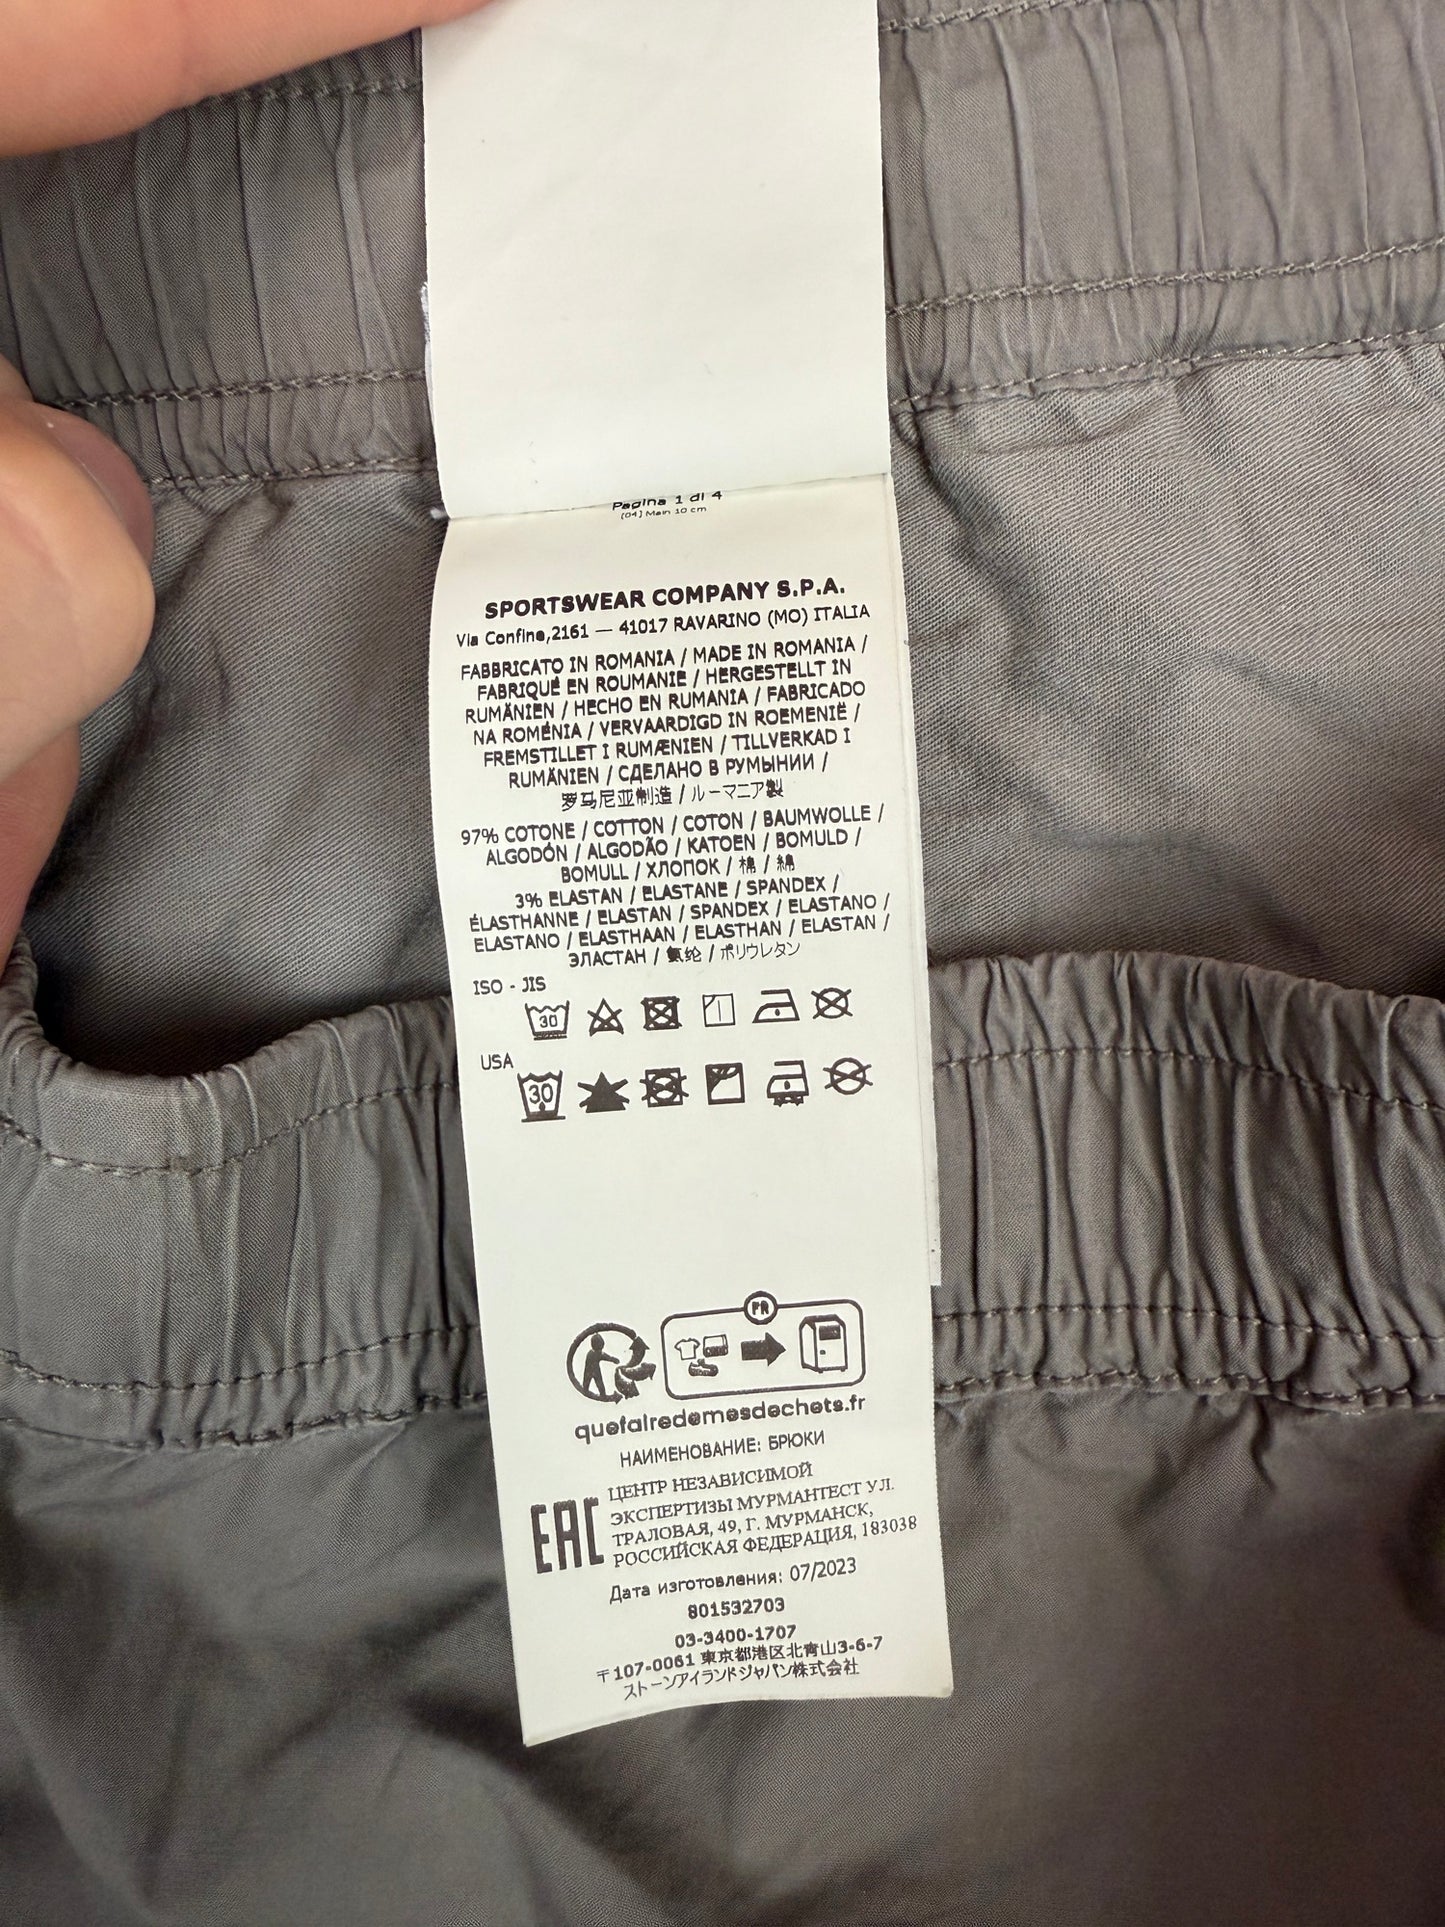 Pagina 1 di 4
[04] Main 10 cm
SPORTSWEAR COMPANY S.P.A.
Via Confine,2161 — 41017 RAVARINO (MO) ITALIA
FABBRICATO IN ROMANIA / MADE IN ROMANIA /
FABRIQUÉ EN ROUMANIE / HERGESTELLT IN
RUMÄNIEN / HECHO EN RUMANIA / FABRICADO
NA ROMÉNIA / VERVAARDIGD IN ROEMENIË /
FREMSTILLET I RUMÆNIEN / TILLVERKAD I
RUMÄNIEN / СДЕЛАНО В РУМЫНИИ /
罗马尼亚制造 / ルーマニア製
97% COTONE / COTTON / COTON / BAUMWOLLE /
ALGODÓN / ALGODÃO / KATOEN / BOMULD /
BOMULL / ХЛОПОК / 棉 / 綿
3% ELASTAN / ELASTANE / SPANDEX /
ÉLASTHANNE / ELASTAN / SPANDEX / ELASTANO /
ELASTANO / ELASTHAAN / ELASTHAN / ELASTAN /
ЭЛАСТАН / 氨纶 / ポリウレタン
ISO - JIS
30
USA
30
FR
quefairedemesdechets.fr
НАИМЕНОВАНИЕ: БРЮКИ
EAC
ЦЕНТР НЕЗАВИСИМОЙ
ЭКСПЕРТИЗЫ МУРМАНТЕСТ УЛ.
ТРАЛОВАЯ, 49, Г. МУРМАНСК,
РОССИЙСКАЯ ФЕДЕРАЦИЯ, 183038
Дата изготовления: 07/2023
801532703
03-3400-1707
〒107-0061 東京都港区北青山3-6-7
ストーンアイランドジャパン株式会社